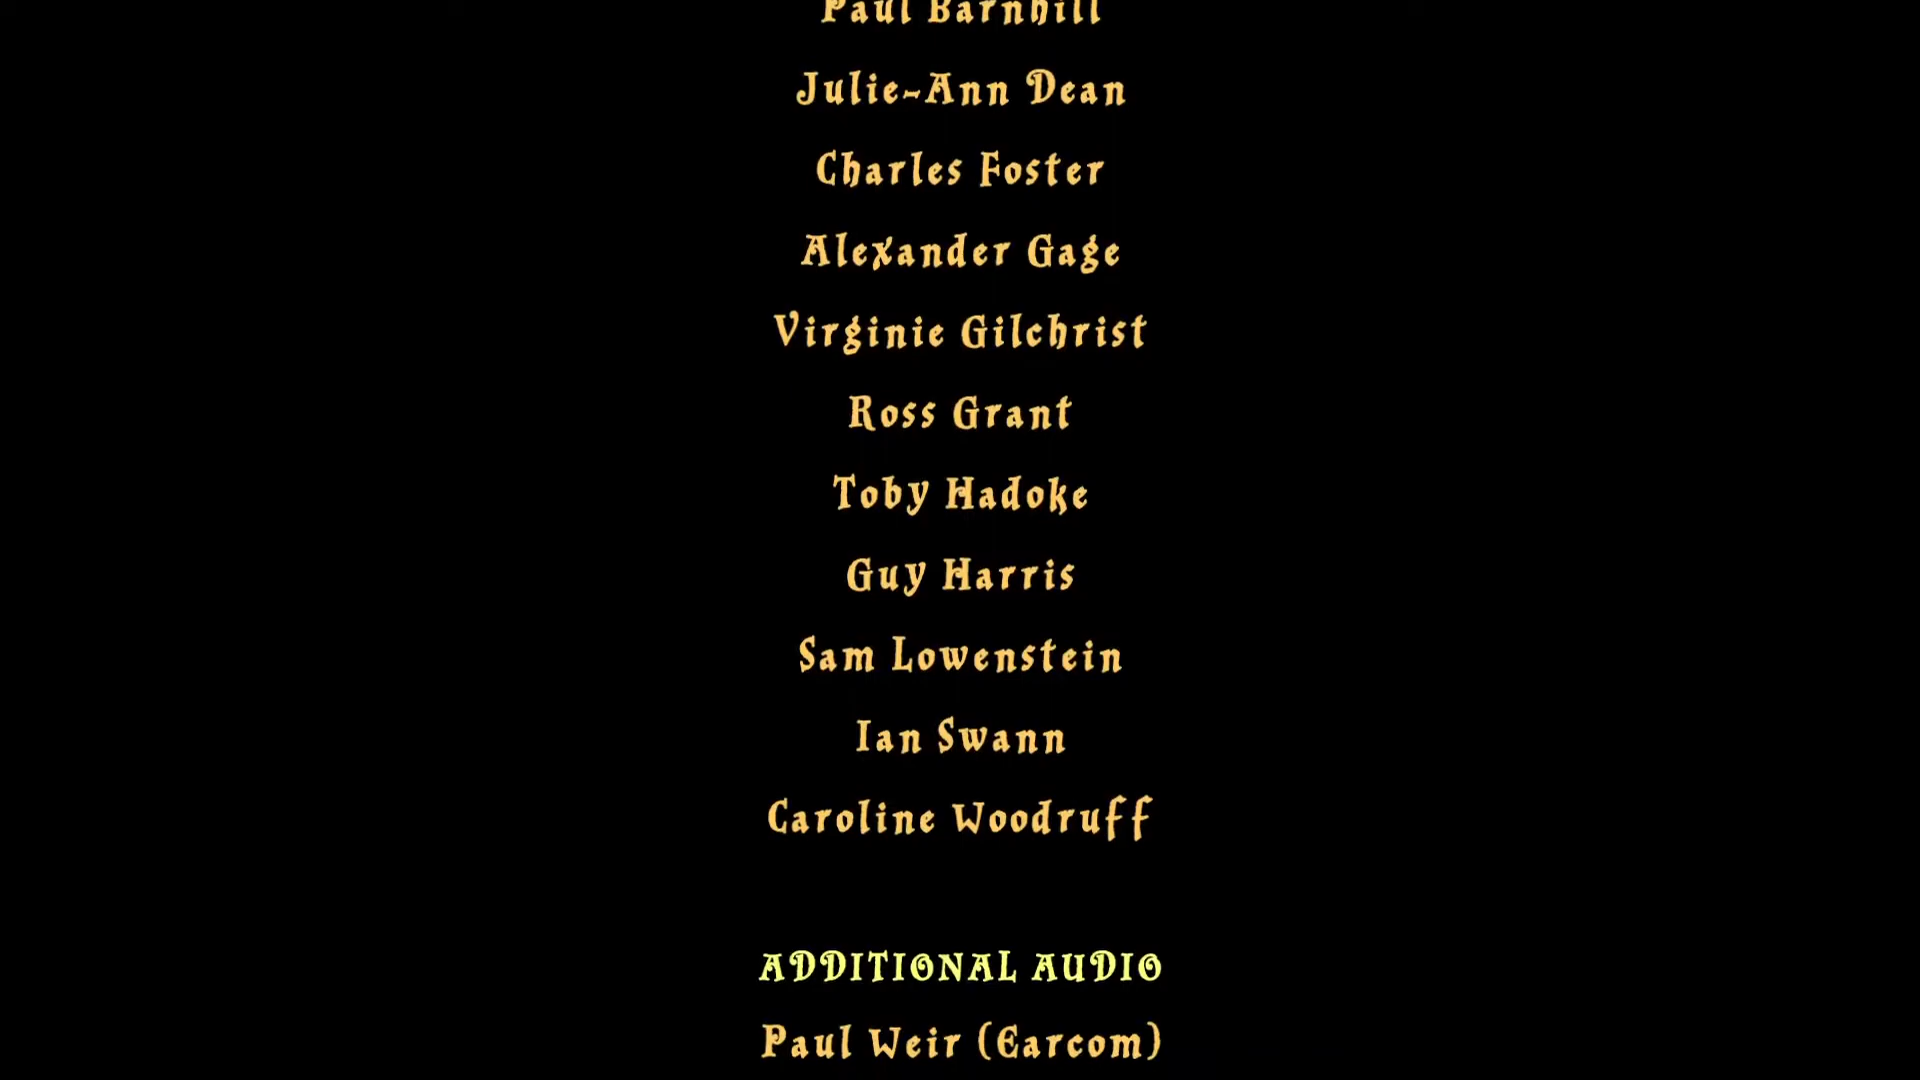 Paul Barnhill
Julie-Ann Dean
Charles Foster
Alexander Gage
Virginie Gilchrist
Ross Grant
Toby Hadoke
Guy Harris
Sam Lowenstein
Ian Swann
Caroline Woodruff
ADDITIONAL AUDIO
Paul Weir (Earcom)